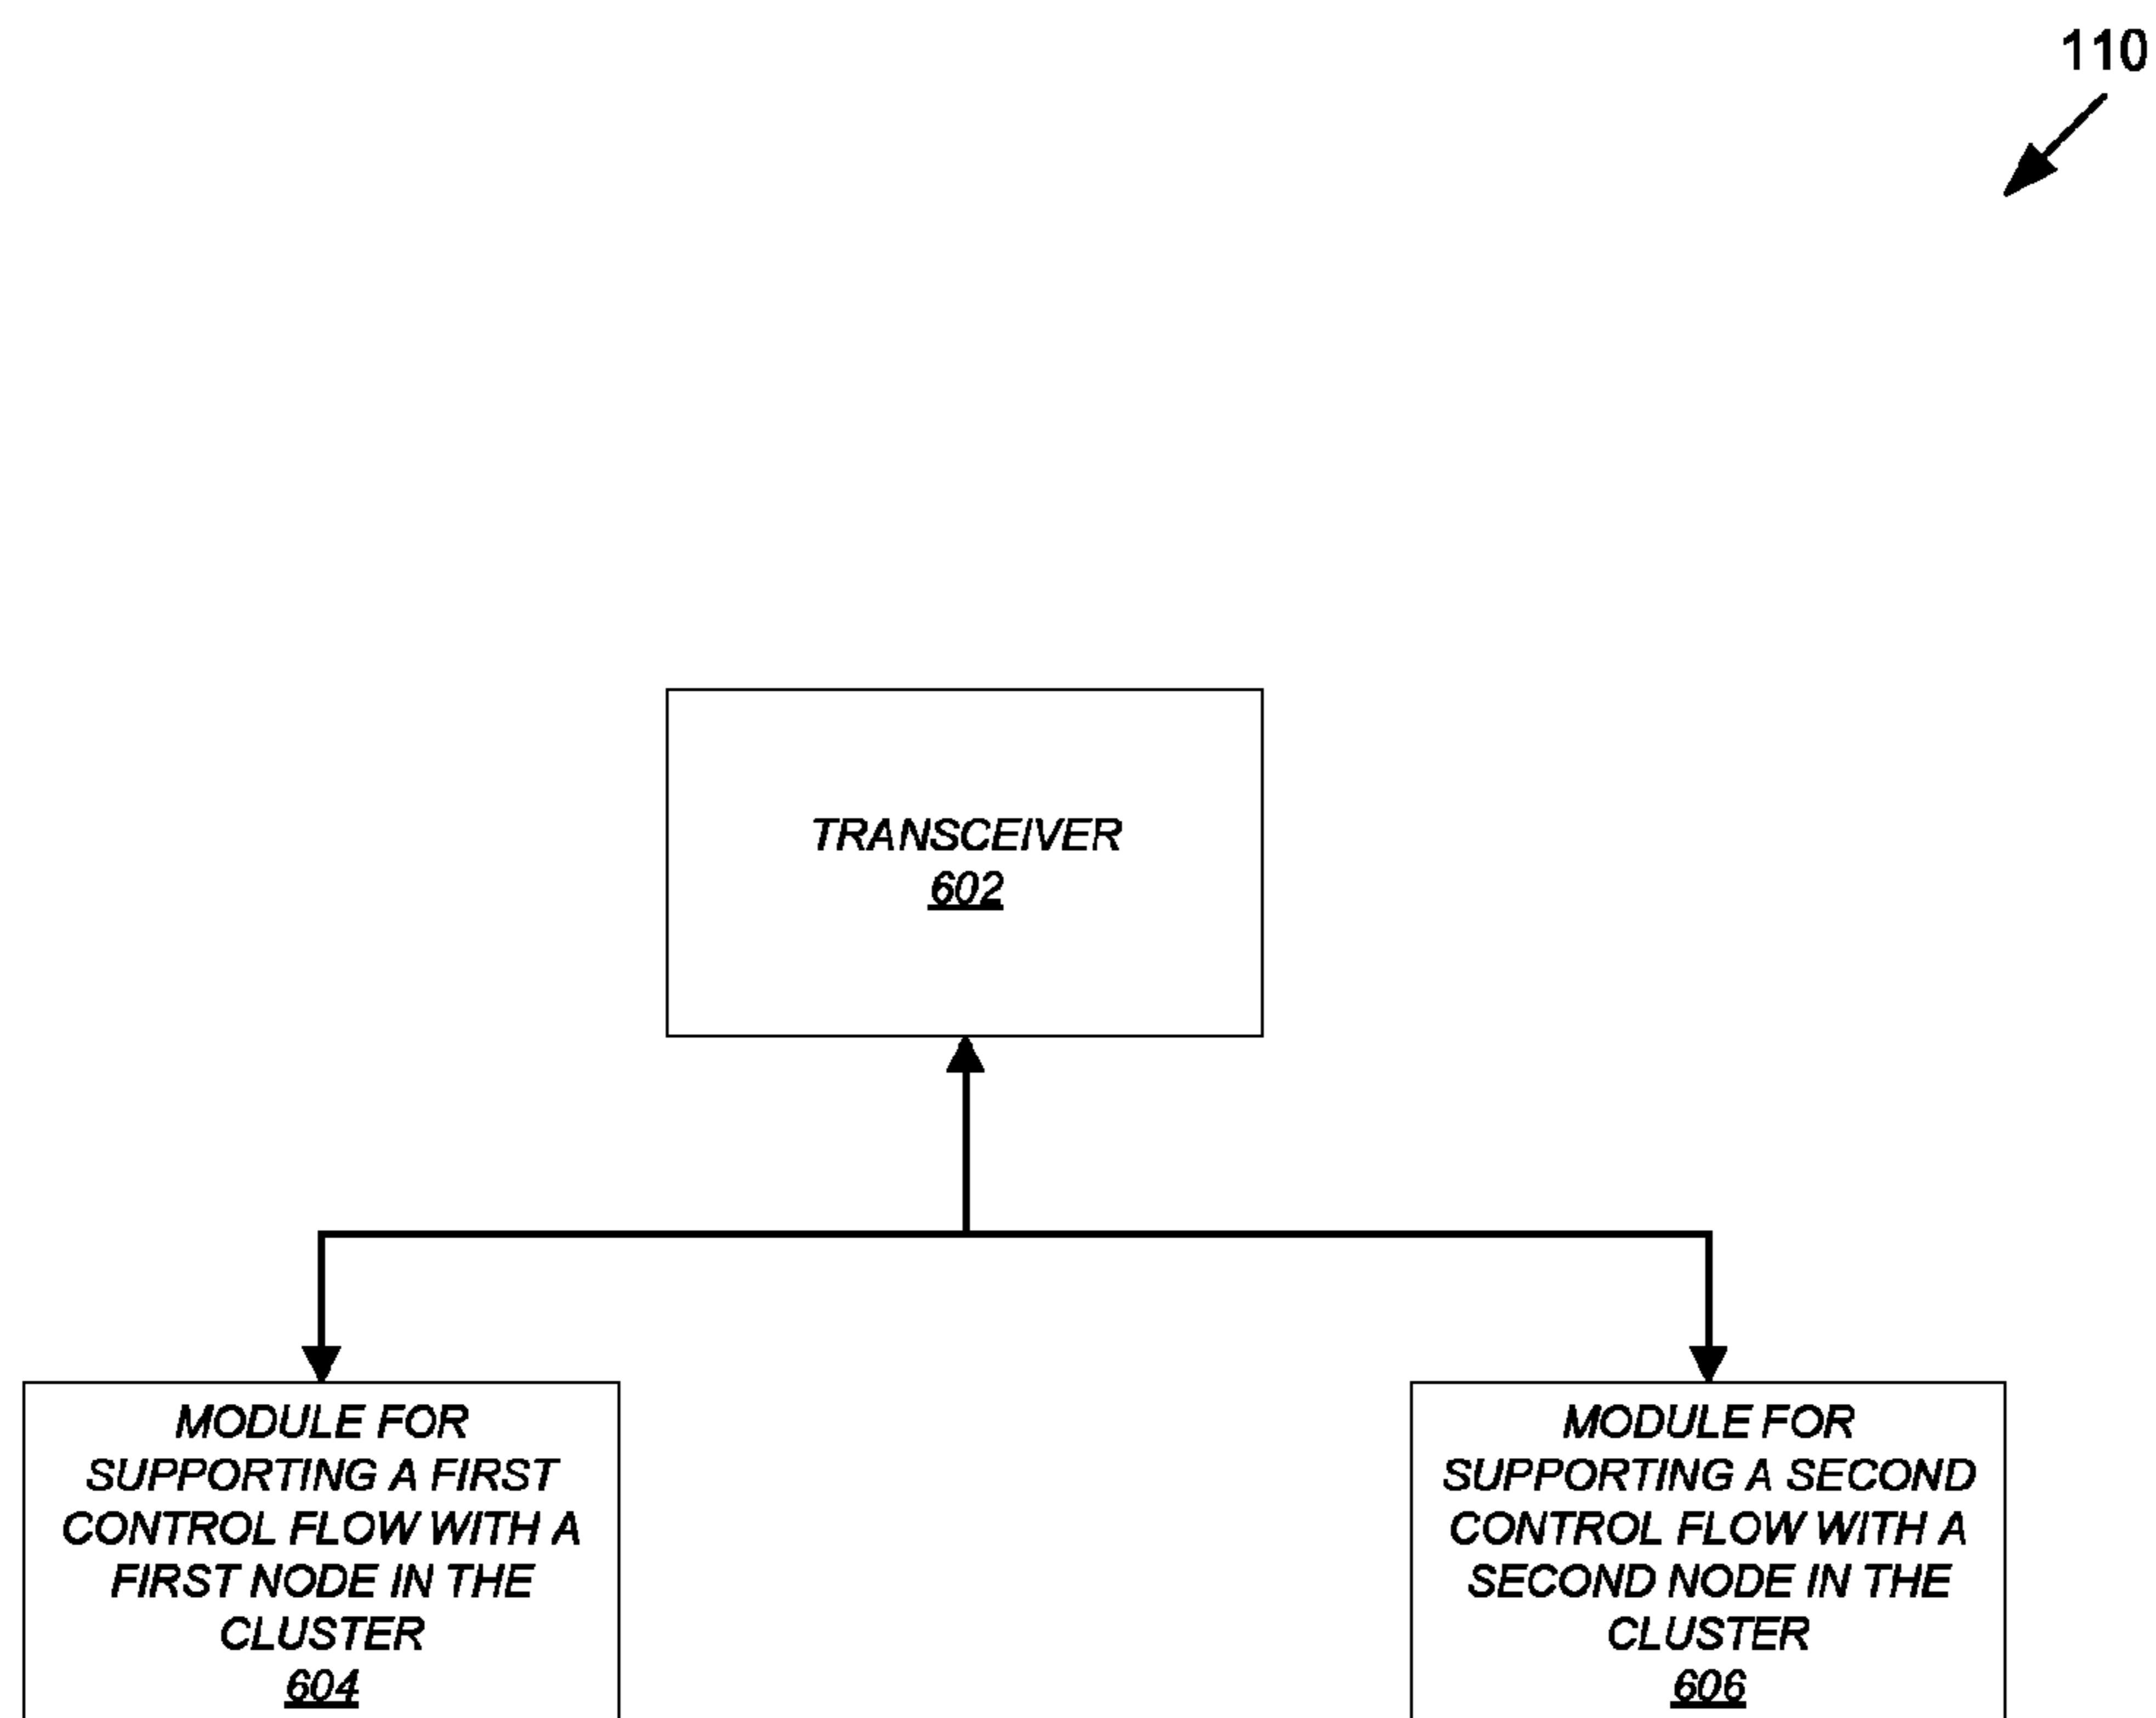 110
TRANSCEIVER
602
MODULE FOR
SUPPORTING A FIRST
CONTROL FLOW WITH A
FIRST NODE IN THE
CLUSTER
604
MODULE FOR
SUPPORTING A SECOND
CONTROL FLOW WITH A
SECOND NODE IN THE
CLUSTER
606